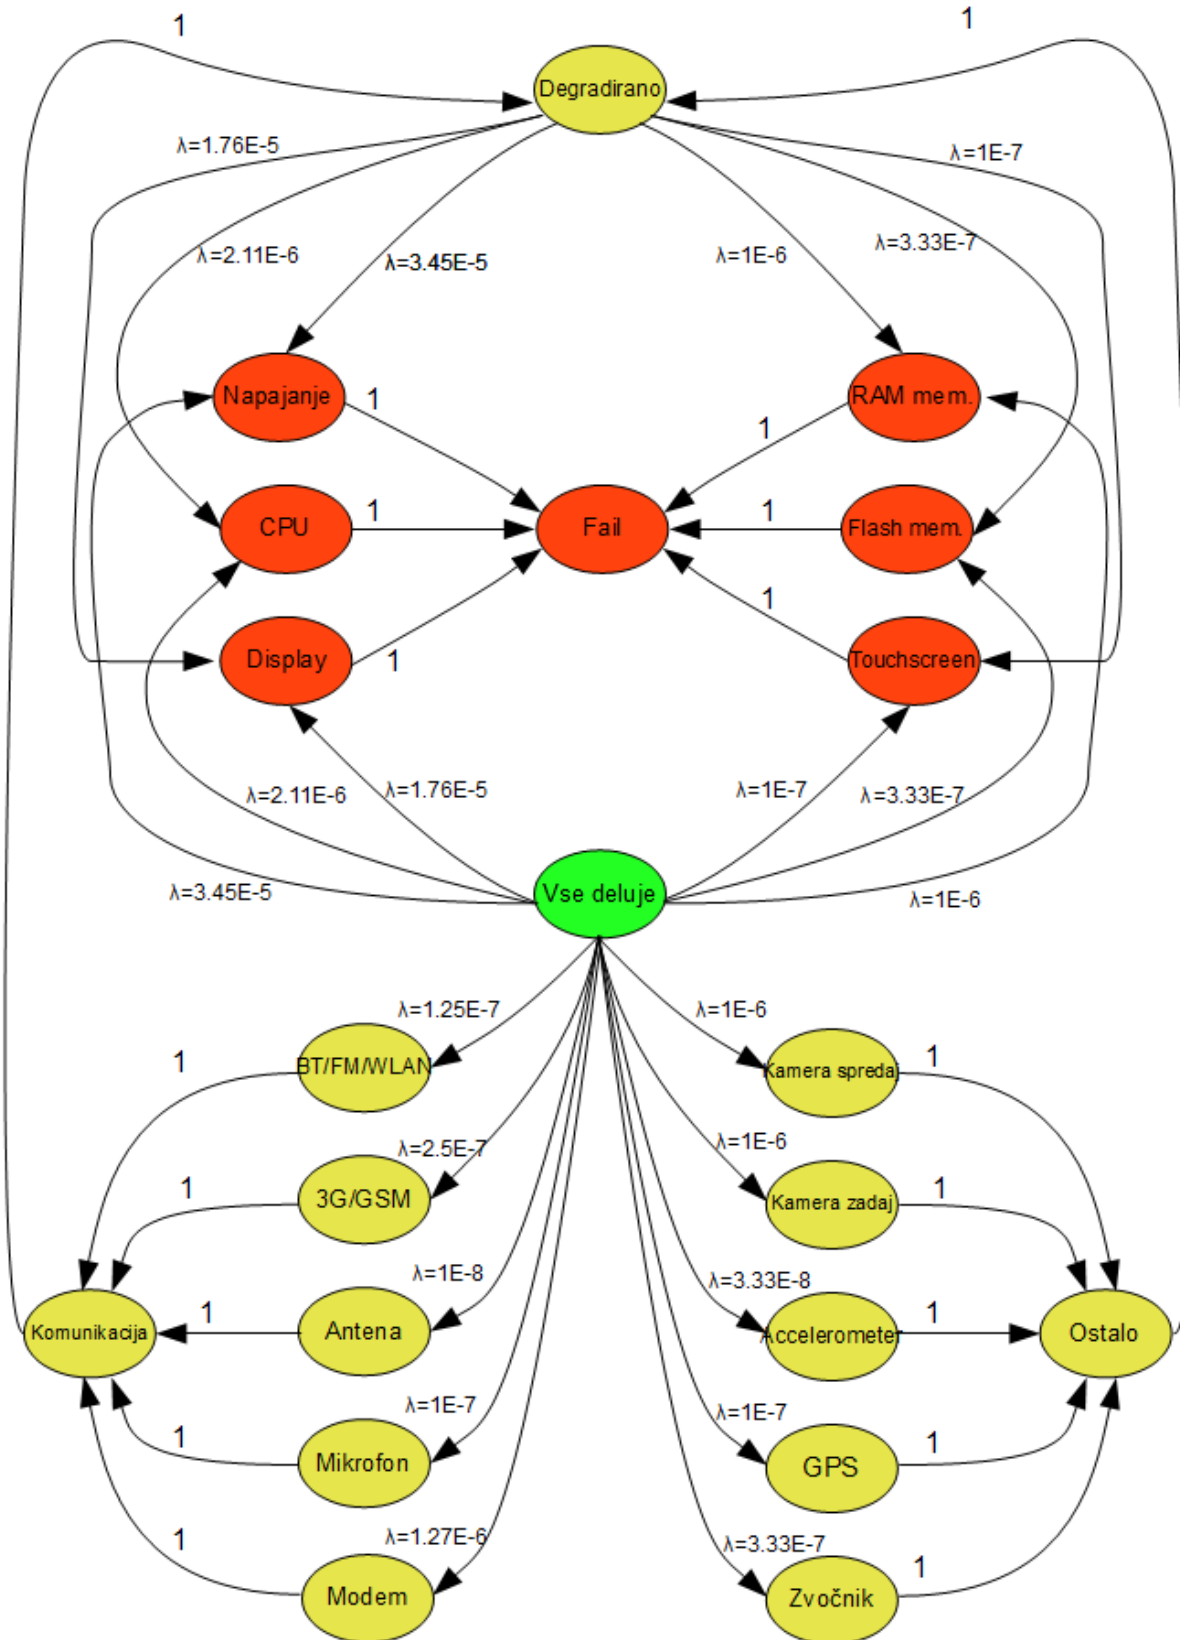 1
1
Degradirano
λ=1.76E-5
λ=1E-7
λ=2.11E-6
λ=3.45E-5
λ=1E-6
λ=3.33E-7
Napajanje
1
RAM mem.
1
CPU
1
Fail
1
Flash mem.
Display
1
1
Touchscreen
λ=2.11E-6
λ=1.76E-5
λ=1E-7
λ=3.33E-7
λ=3.45E-5
Vse deluje
λ=1E-6
λ=1.25E-7
λ=1E-6
1
BT/FM/WLAN
Kamera spredaj
1
λ=2.5E-7
λ=1E-6
1
3G/GSM
Kamera zadaj
1
λ=1E-8
λ=3.33E-8
Komunikacija
1
Antena
Accelerometer
1
Ostalo
λ=1E-7
λ=1E-7
1
Mikrofon
GPS
1
λ=1.27E-6
λ=3.33E-7
1
Modem
Zvočnik
1